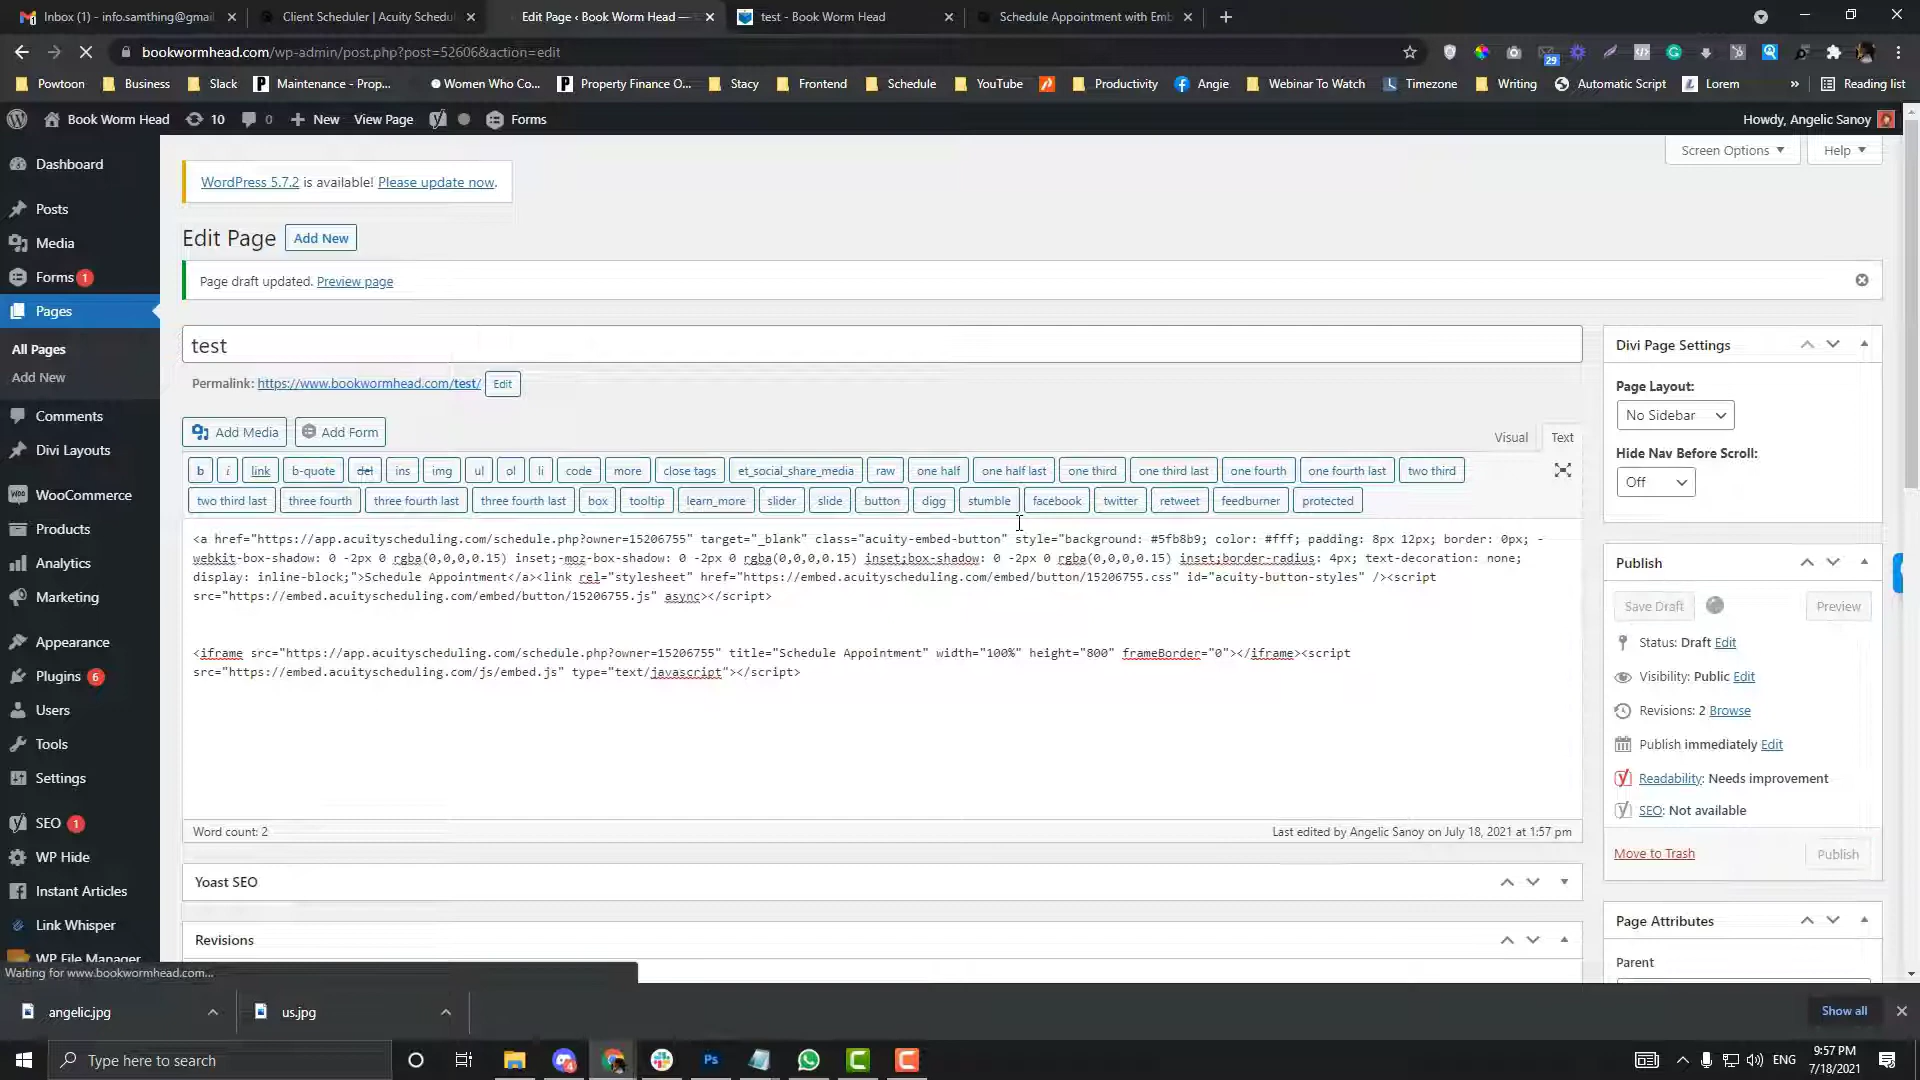 Inbox (1) - info.samthing@gmail
Client Scheduler | Acuity Schedul
Edit Page ‹ Book Worm Head —
test - Book Worm Head
Schedule Appointment with Emb
bookwormhead.com/wp-admin/post.php?post=52606&action=edit
29
Powtoon
Business
Slack
Maintenance - Prop...
Women Who Co...
Property Finance O...
Stacy
Frontend
Schedule
YouTube
Productivity
Angie
Webinar To Watch
Timezone
Writing
Automatic Script
Lorem
»
Reading list
Book Worm Head
10
0
New
View Page
Forms
Howdy, Angelic Sanoy
Screen Options
Help
Dashboard
Posts
Media
Forms 1
Pages
All Pages
Add New
Comments
Divi Layouts
WooCommerce
Products
Analytics
Marketing
Appearance
Plugins 6
Users
Tools
Settings
SEO 1
WP Hide
Instant Articles
Link Whisper
WP File Manager
WordPress 5.7.2 is available! Please update now.
Edit Page
Add New
Page draft updated. Preview page
test
Permalink: https://www.bookwormhead.com/test/ Edit
Add Media
Add Form
Visual
Text
b i link b-quote del ins img ul ol li code more close tags et_social_share_media raw one half one half last one third one third last one fourth one fourth last two third
two third last three fourth three fourth last three fourth last box tooltip learn_more slider slide button digg stumble facebook twitter retweet feedburner protected
<a href="https://app.acuityscheduling.com/schedule.php?owner=15206755" target="_blank" class="acuity-embed-button" style="background: #5fb8b9; color: #fff; padding: 8px 12px; border: 0px; -
webkit-box-shadow: 0 -2px 0 rgba(0,0,0,0.15) inset;-moz-box-shadow: 0 -2px 0 rgba(0,0,0,0.15) inset;box-shadow: 0 -2px 0 rgba(0,0,0,0.15) inset;border-radius: 4px; text-decoration: none;
display: inline-block;">Schedule Appointment</a><link rel="stylesheet" href="https://embed.acuityscheduling.com/embed/button/15206755.css" id="acuity-button-styles" /><script
src="https://embed.acuityscheduling.com/embed/button/15206755.js" async></script>
<iframe src="https://app.acuityscheduling.com/schedule.php?owner=15206755" title="Schedule Appointment" width="100%" height="800" frameBorder="0"></iframe><script
src="https://embed.acuityscheduling.com/js/embed.js" type="text/javascript"></script>
Word count: 2
Last edited by Angelic Sanoy on July 18, 2021 at 1:57 pm
Yoast SEO
Revisions
Divi Page Settings
Page Layout:
No Sidebar
Hide Nav Before Scroll:
Off
Publish
Save Draft
Preview
Status: Draft Edit
Visibility: Public Edit
Revisions: 2 Browse
Publish immediately Edit
Readability: Needs improvement
SEO: Not available
Move to Trash
Publish
Page Attributes
Parent
Waiting for www.bookwormhead.com...
angelic.jpg
us.jpg
Show all
Type here to search
4
Ps
ENG
9:57 PM
7/18/2021